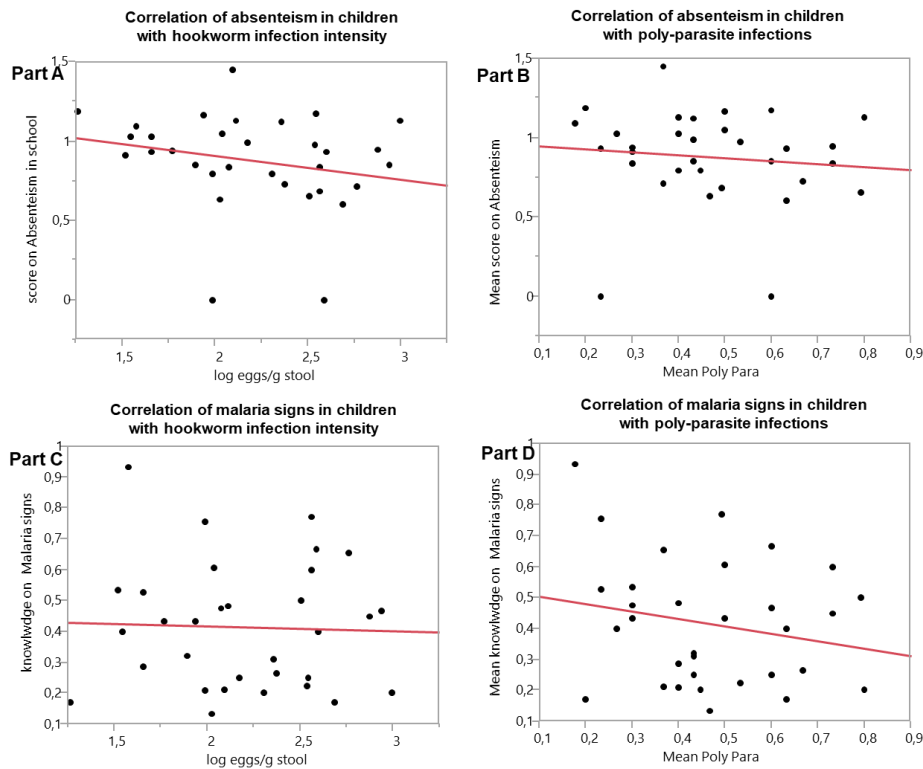 Correlation of absenteism in children
with hookworm infection intensity
Part A
1,5
1
0,5
0
score on Absenteism in school
1,5
2
2,5
3
log eggs/g stool
Correlation of absenteism in children
with poly-parasite infections
Part B
1,5
1
0,5
0
Mean score on Absenteism
0,1
0,2
0,3
0,4
0,5
0,6
0,7
0,8
0,9
Mean Poly Para
Correlation of malaria signs in children
with hookworm infection intensity
Part C
1
0,9
0,8
0,7
0,6
0,5
0,4
0,3
0,2
0,1
knowlwdge on Malaria signs
1,5
2
2,5
3
log eggs/g stool
Correlation of malaria signs in children
with poly-parasite infections
Part D
1
0,9
0,8
0,7
0,6
0,5
0,4
0,3
0,2
0,1
Mean knowlwdge on Malaria signs
0,1
0,2
0,3
0,4
0,5
0,6
0,7
0,8
0,9
Mean Poly Para